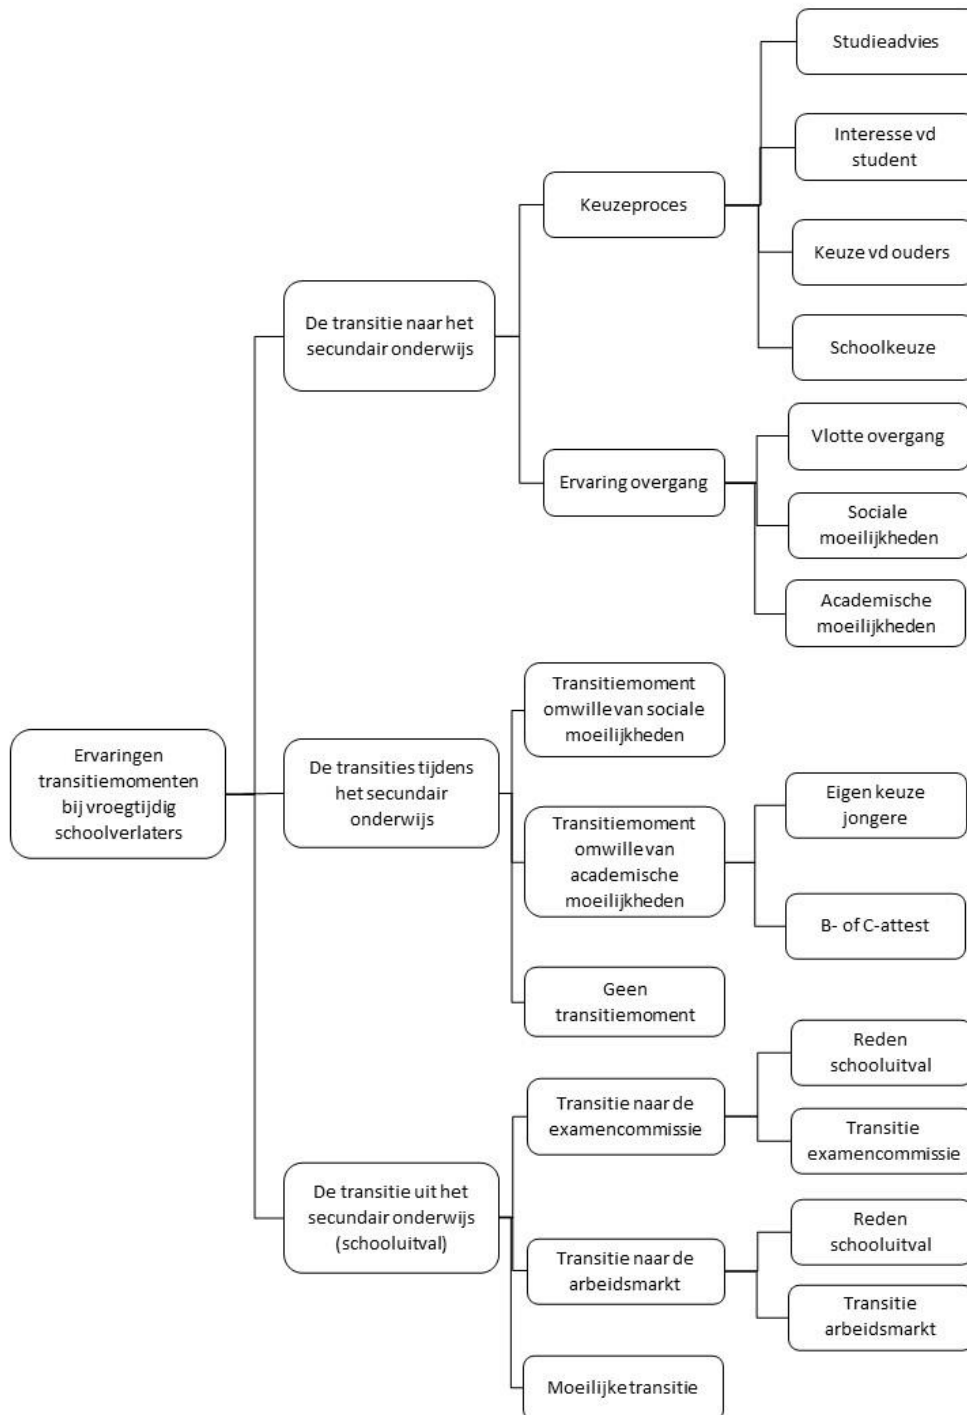 Studieadvies
Interesse vd
student
Keuzeproces
Keuze vd ouders
De transitie naar het
secundair onderwijs
Schoolkeuze
Vlotte overgang
Ervaring overgang
Sociale
moeilijkheden
Academische
moeilijkheden
Transitiemoment
omwille van sociale
moeilijkheden
Ervaringen
transitiemomenten
bij vroegtijdig
schoolverlaters
De transities tijdens
het secundair
onderwijs
Eigen keuze
jongere
Transitiemoment
omwille van
academische
moeilijkheden
B- of C-attest
Geen
transitiemoment
Reden
schooluitval
Transitie naar de
examencommissie
Transitie
examencommissie
De transitie uit het
secundair onderwijs
(schooluitval)
Reden
schooluitval
Transitie naar de
arbeidsmarkt
Transitie
arbeidsmarkt
Moeilijke transitie